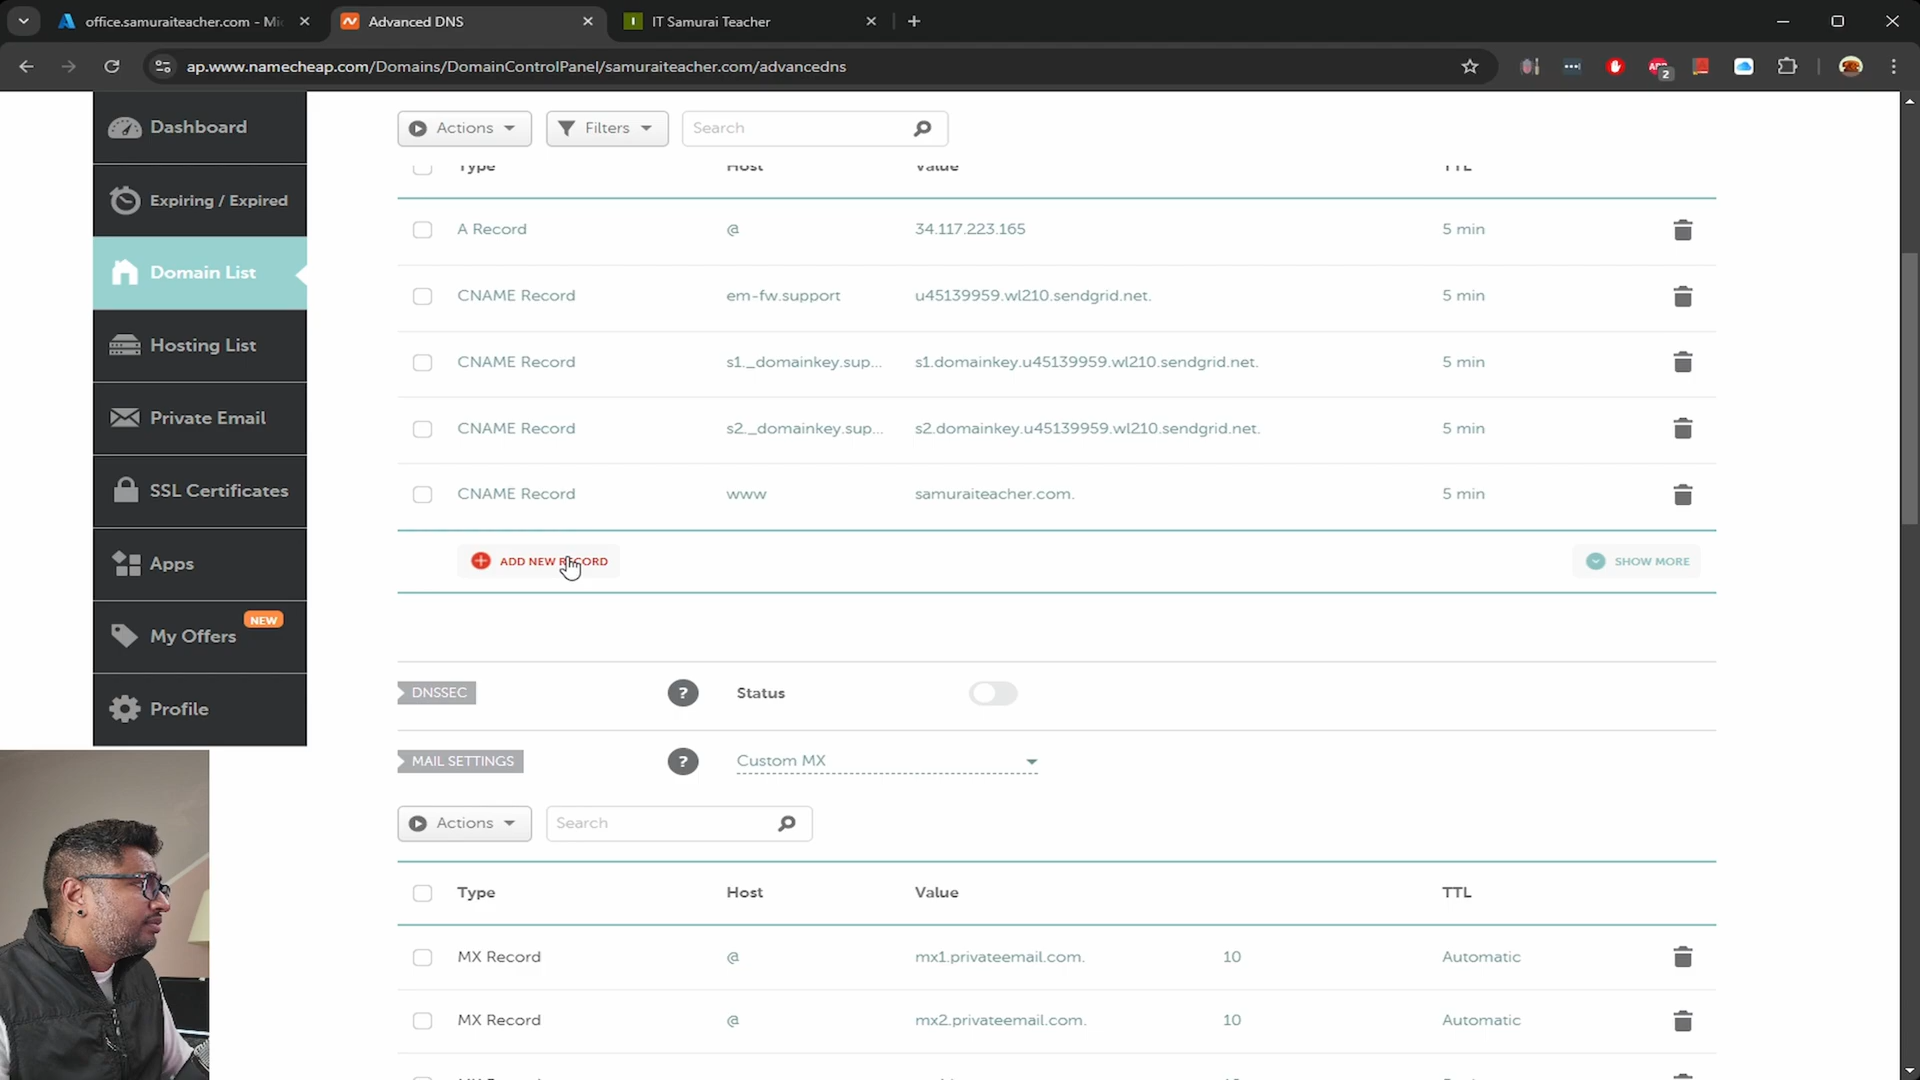 office.samuraiteacher.com - Mi
Advanced DNS
IT Samurai Teacher
ap.www.namecheap.com/Domains/DomainControlPanel/samuraiteacher.com/advancedns
2
Dashboard
Expiring / Expired
Domain List
Hosting List
Private Email
SSL Certificates
Apps
My Offers
NEW
Profile
Actions
Filters
Search
Type Host Value TTL
A Record @ 34.117.223.165 5 min
CNAME Record em-fw.support u45139959.wl210.sendgrid.net. 5 min
CNAME Record s1._domainkey.sup... s1.domainkey.u45139959.wl210.sendgrid.net. 5 min
CNAME Record s2._domainkey.sup... s2.domainkey.u45139959.wl210.sendgrid.net. 5 min
CNAME Record www samuraiteacher.com. 5 min
ADD NEW RECORD
SHOW MORE
DNSSEC ? Status
MAIL SETTINGS ? Custom MX
Actions
Search
Type Host Value TTL
MX Record @ mx1.privateemail.com. 10 Automatic
MX Record @ mx2.privateemail.com. 10 Automatic